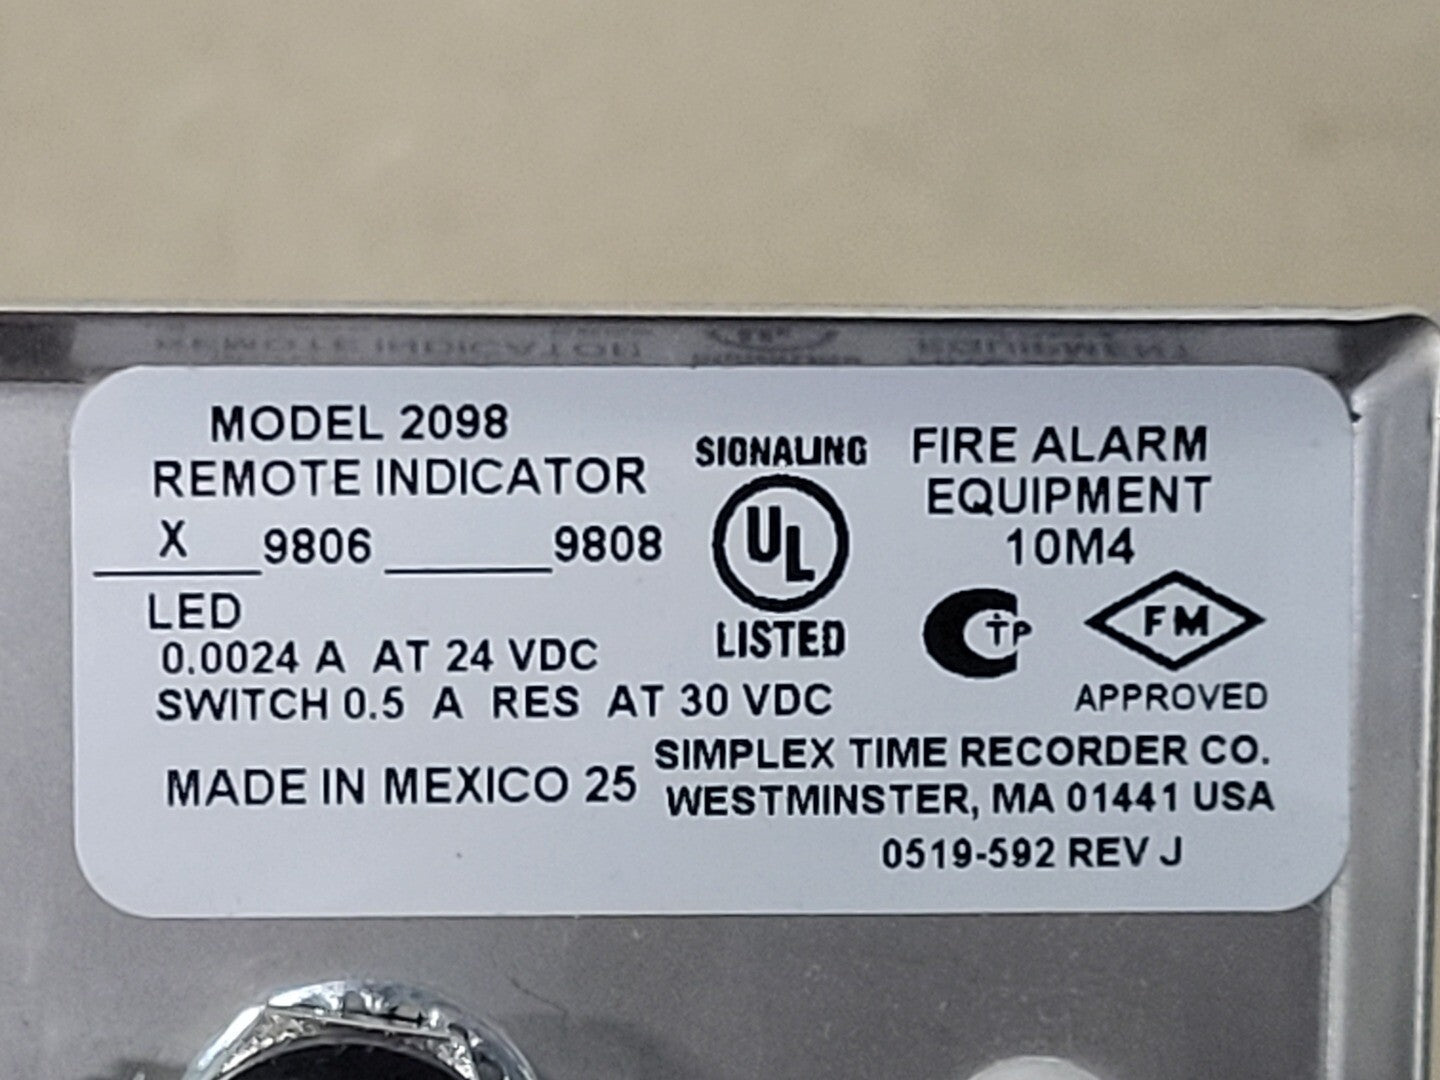 MODEL 2098
REMOTE INDICATOR
X 9806 9808
LED
0.0024 A AT 24 VDC
SWITCH 0.5 A RES AT 30 VDC
MADE IN MEXICO 25
SIGNALING
UL
LISTED
FIRE ALARM
EQUIPMENT
10M4
CTP
FM
APPROVED
SIMPLEX TIME RECORDER CO.
WESTMINSTER, MA 01441 USA
0519-592 REV J